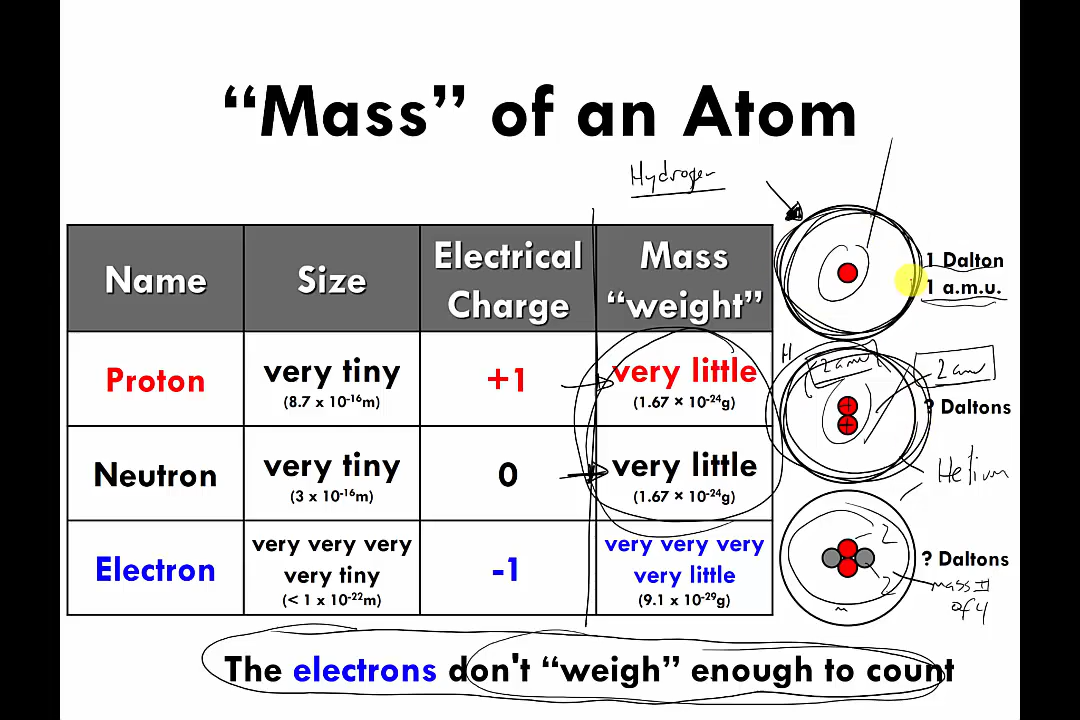 “Mass” of an Atom
Hydrogen
Name
Size
Electrical
Charge
Mass
“weight”
Proton
very tiny
(8.7 x 10⁻¹⁶m)
+1
very little
(1.67 × 10⁻²⁴g)
Neutron
very tiny
(3 x 10⁻¹⁶m)
0
very little
(1.67 × 10⁻²⁴g)
Electron
very very very
very tiny
(< 1 x 10⁻²²m)
-1
very very very
very little
(9.1 x 10⁻²⁹g)
1 Dalton
1 a.m.u.
H
2 amu
2 amu
+
+
? Daltons
Helium
2
2
? Daltons
mass
of 4
The electrons don't “weigh” enough to count